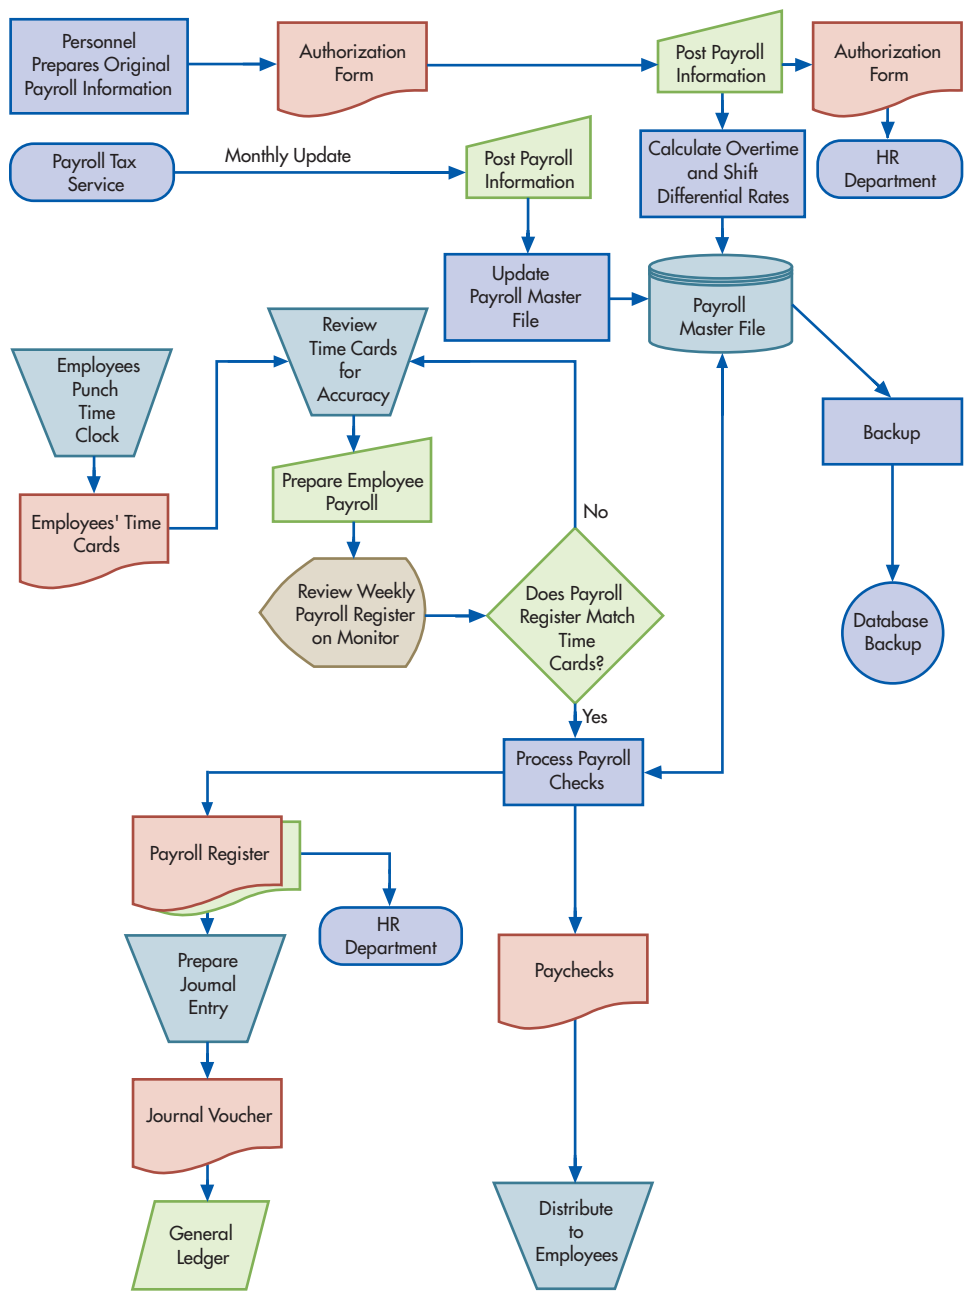 Personnel
Prepares Original
Payroll Information
Authorization
Form
Post Payroll
Information
Authorization
Form
Payroll Tax
Service
Monthly Update
Post Payroll
Information
Calculate Overtime
and Shift
Differential Rates
HR
Department
Update
Payroll Master
File
Payroll
Master File
Review
Time Cards
for
Accuracy
Employees
Punch
Time
Clock
Backup
Prepare Employee
Payroll
Employees' Time
Cards
No
Review Weekly
Payroll Register
on Monitor
Does Payroll
Register Match
Time
Cards?
Database
Backup
Yes
Process Payroll
Checks
Payroll Register
HR
Department
Prepare
Journal
Entry
Paychecks
Journal Voucher
General
Ledger
Distribute
to
Employees